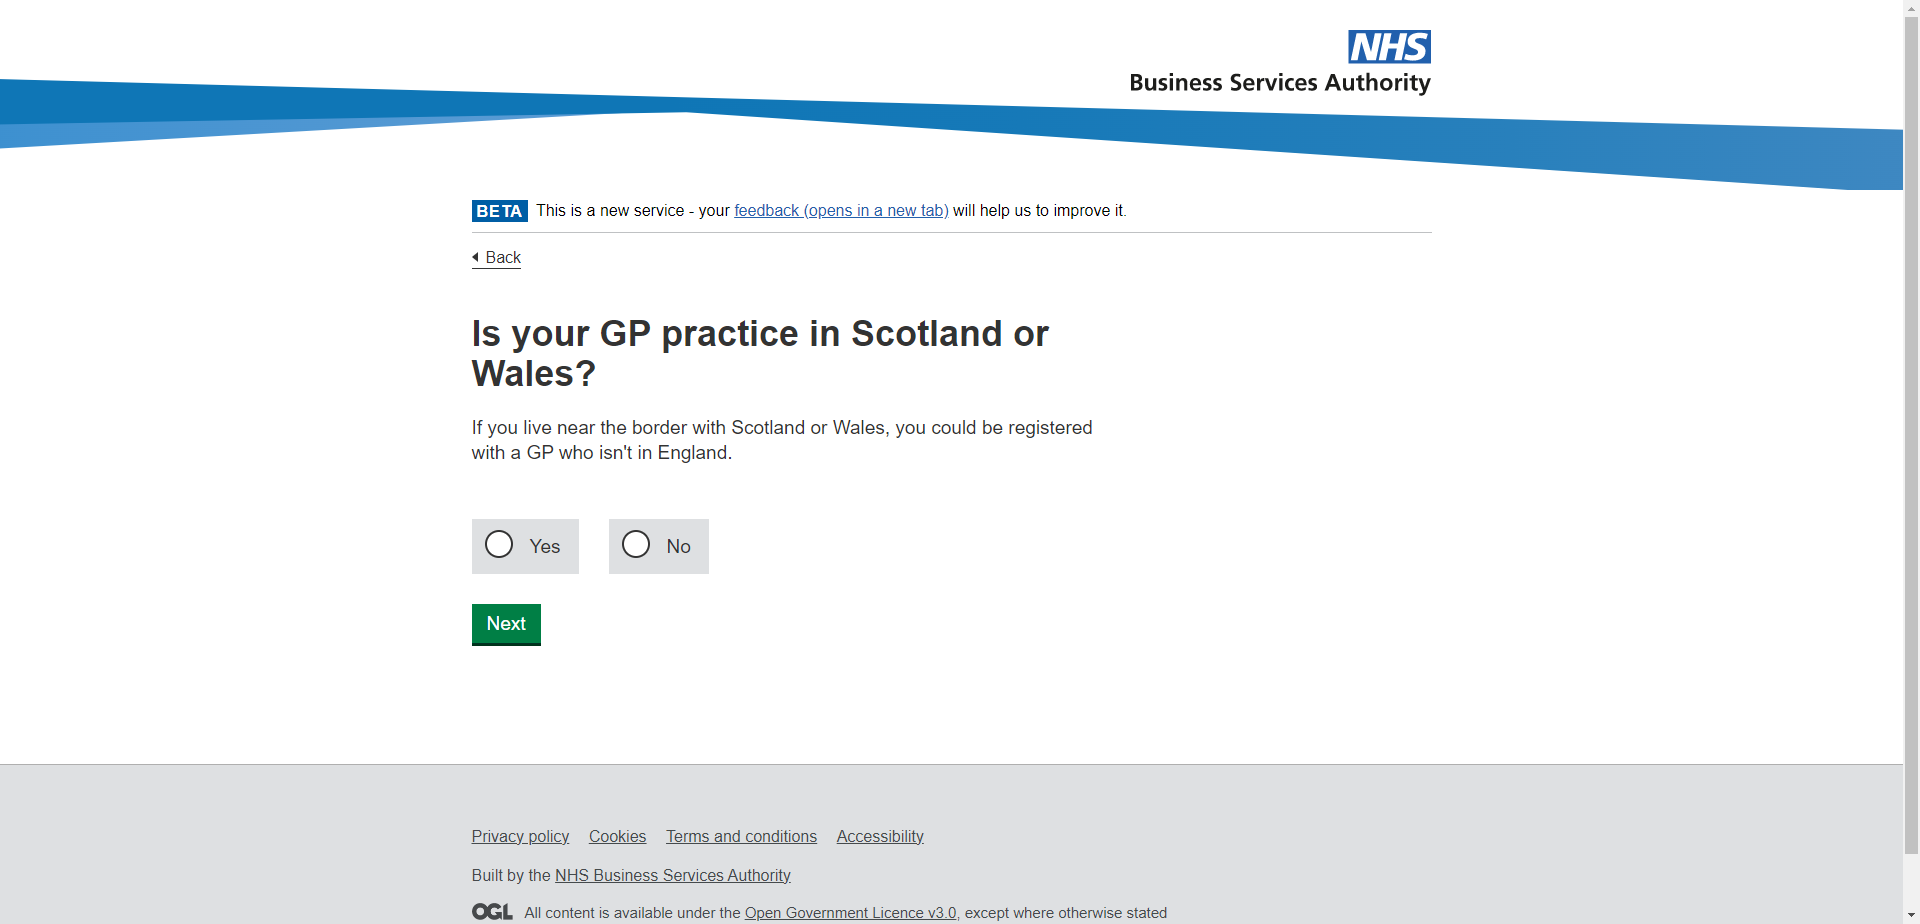 NHS
Business Services Authority
BETA This is a new service - your feedback (opens in a new tab) will help us to improve it.
Back
Is your GP practice in Scotland or
Wales?
If you live near the border with Scotland or Wales, you could be registered
with a GP who isn't in England.
Yes No
Next
Privacy policy Cookies Terms and conditions Accessibility
Built by the NHS Business Services Authority
OGL All content is available under the Open Government Licence v3.0, except where otherwise stated